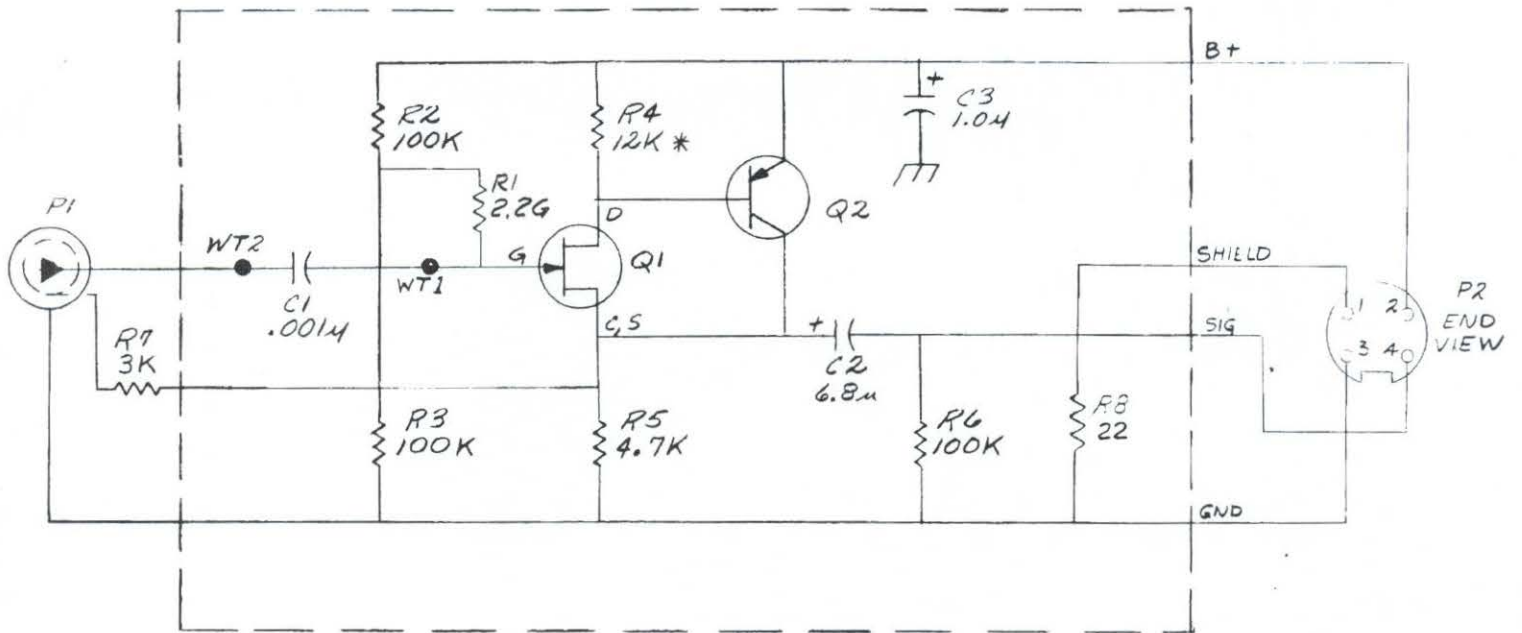 B+
R2
100K
R4
12K *
C3
1.0µ
P1
R1
2.2G
D
Q2
WT2
G
Q1
WT1
SHIELD
C1
.001µ
P2
END
VIEW
1 2
3 4
C,S
+
+
SIG
R7
3K
C2
6.8µ
R3
100K
R5
4.7K
R6
100K
R8
22
GND